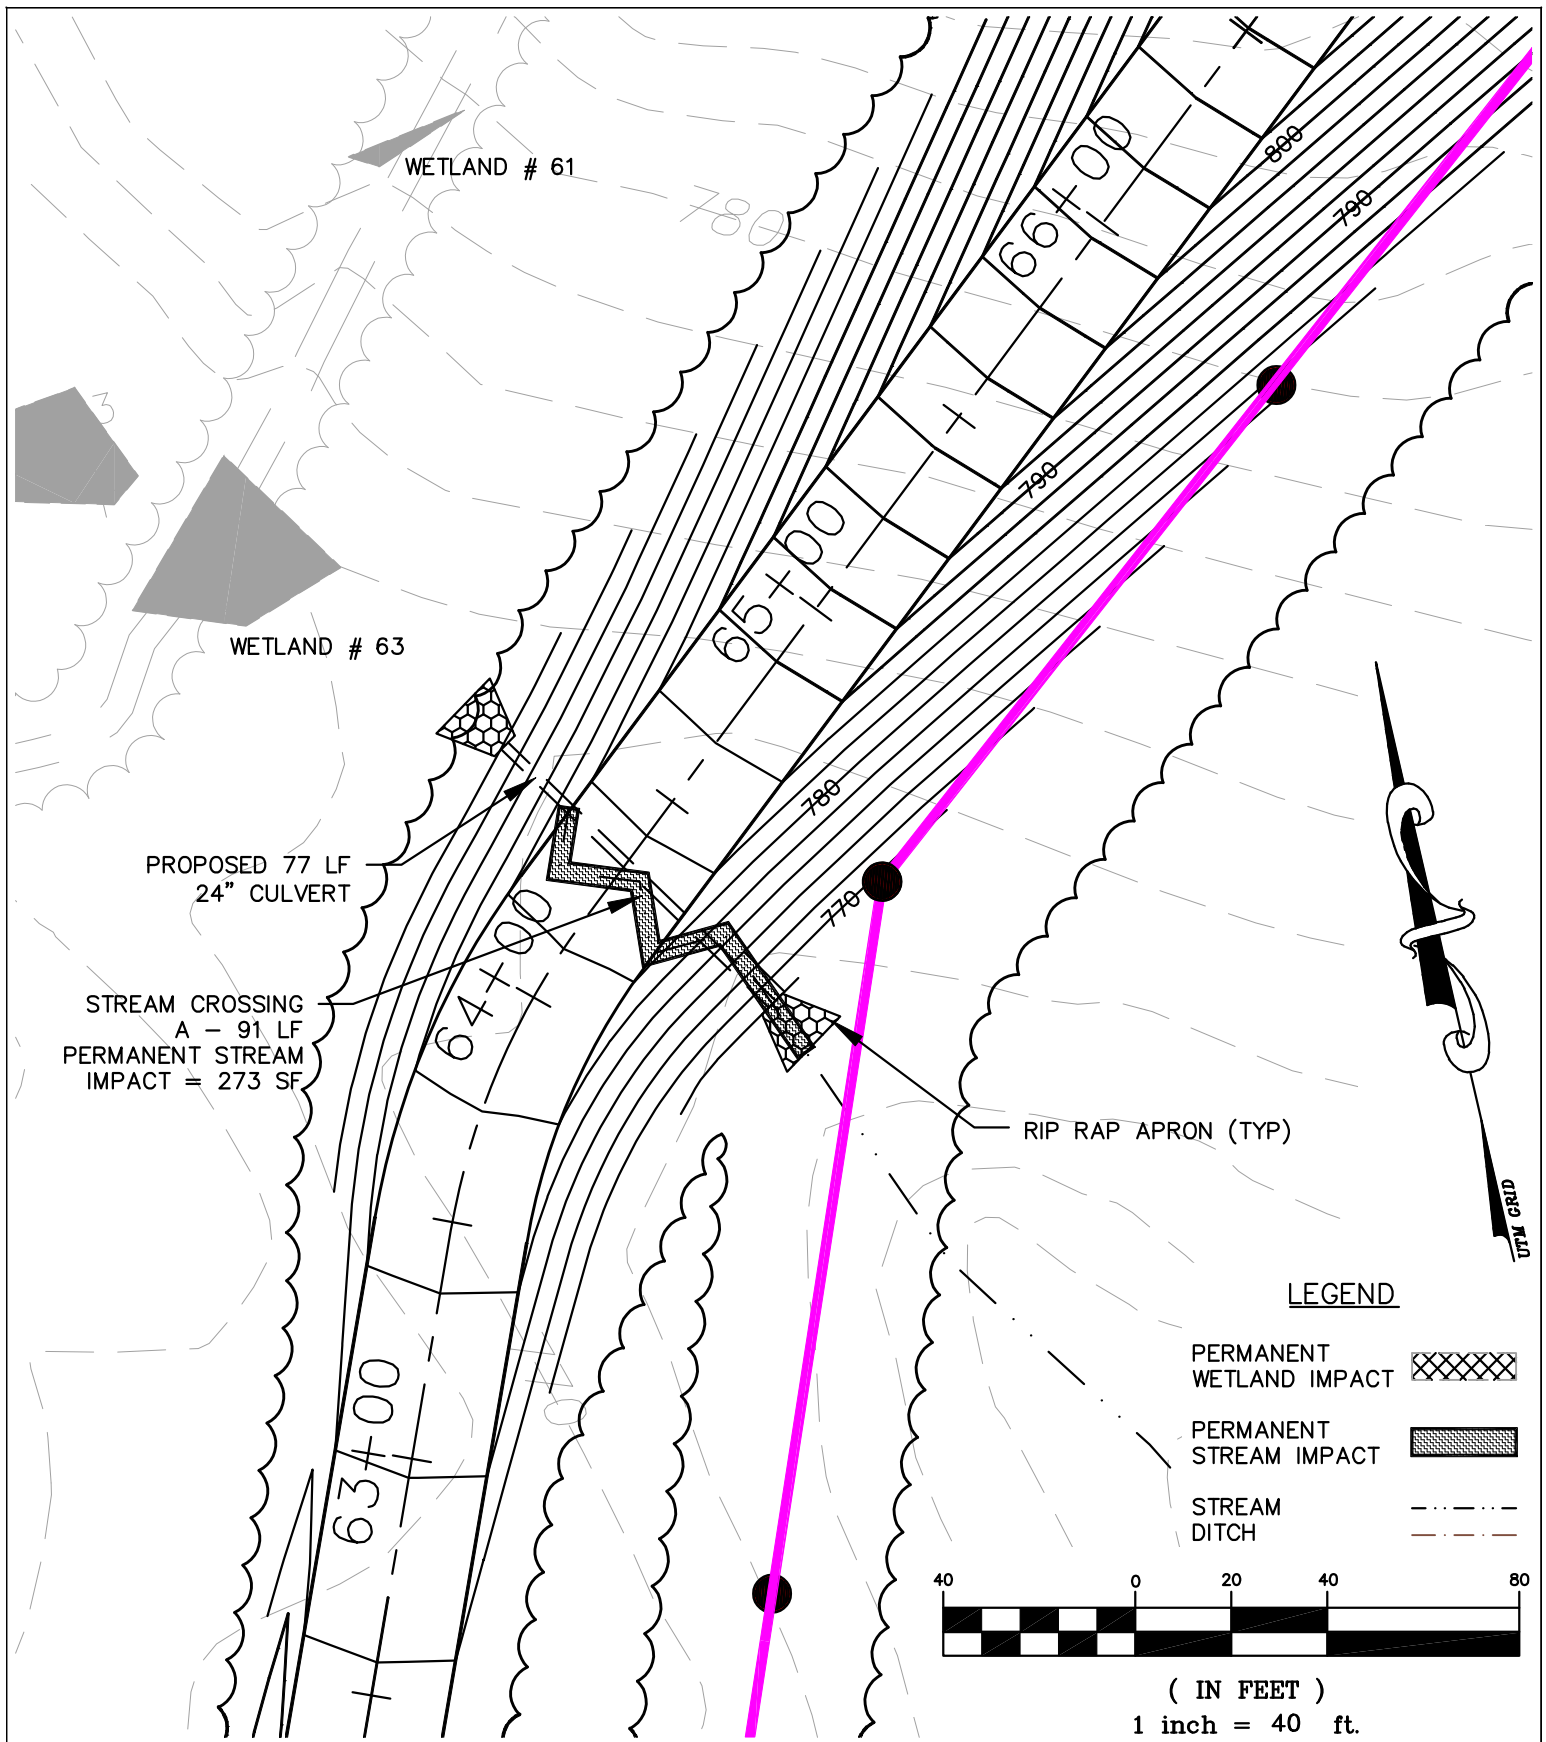 WETLAND # 61
780
800
790
66+00
790
65+00
WETLAND # 63
780
PROPOSED 77 LF
24" CULVERT
770
64+00
STREAM CROSSING
A - 91 LF
PERMANENT STREAM
IMPACT = 273 SF
RIP RAP APRON (TYP)
UTM GRID
LEGEND
PERMANENT
WETLAND IMPACT
63+00
PERMANENT
STREAM IMPACT
STREAM
DITCH
40 0 20 40 80
( IN FEET )
1 inch = 40 ft.